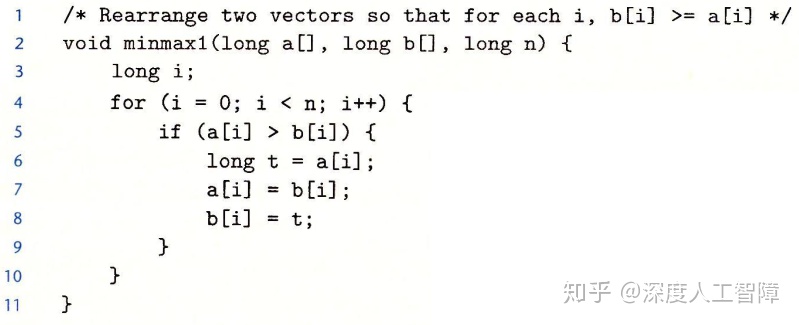 1 /* Rearrange two vectors so that for each i, b[i] >= a[i] */
2 void minmax1(long a[], long b[], long n) {
3     long i;
4     for (i = 0; i < n; i++) {
5         if (a[i] > b[i]) {
6             long t = a[i];
7             a[i] = b[i];
8             b[i] = t;
9         }
10     }
11 }
知乎 @深度人工智障